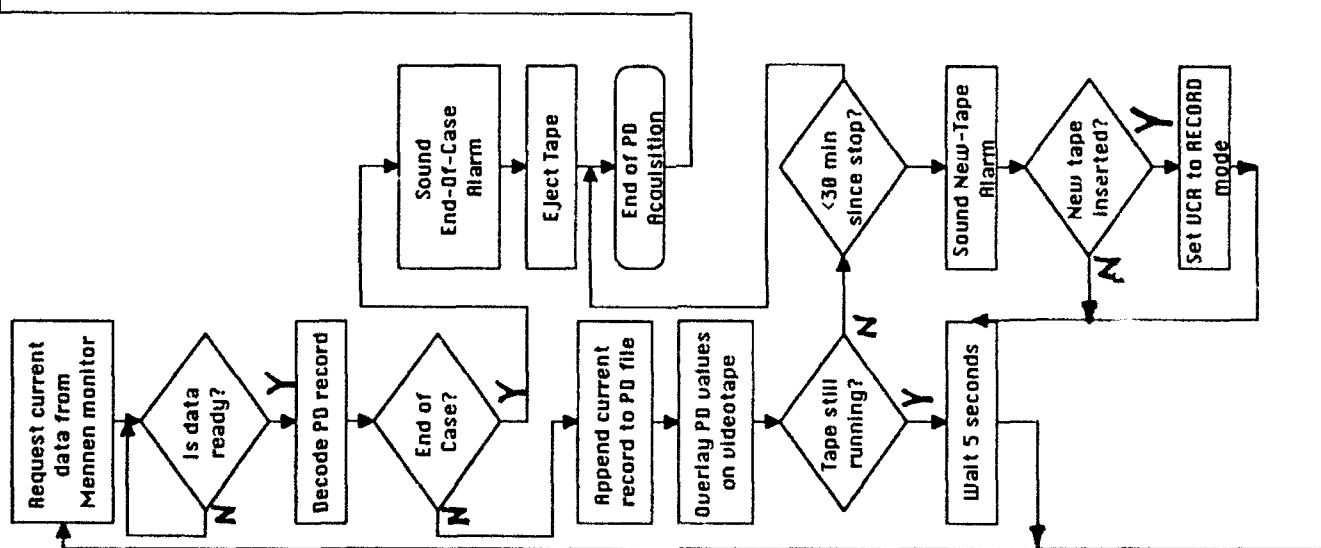 Request current
data from
Mennen monitor
Is data
ready?
N
Y
Decode PD record
End of
Case?
N
Y
Sound
End-Of-Case
Alarm
Eject Tape
End of PD
Acquisition
Append current
record to PD file
Overlay PD values
on videotape
Tape still
running?
N
Y
<30 min
since stop?
Sound New-Tape
Alarm
New tape
inserted?
N
Y
Set VCR to RECORD
mode
Wait 5 seconds